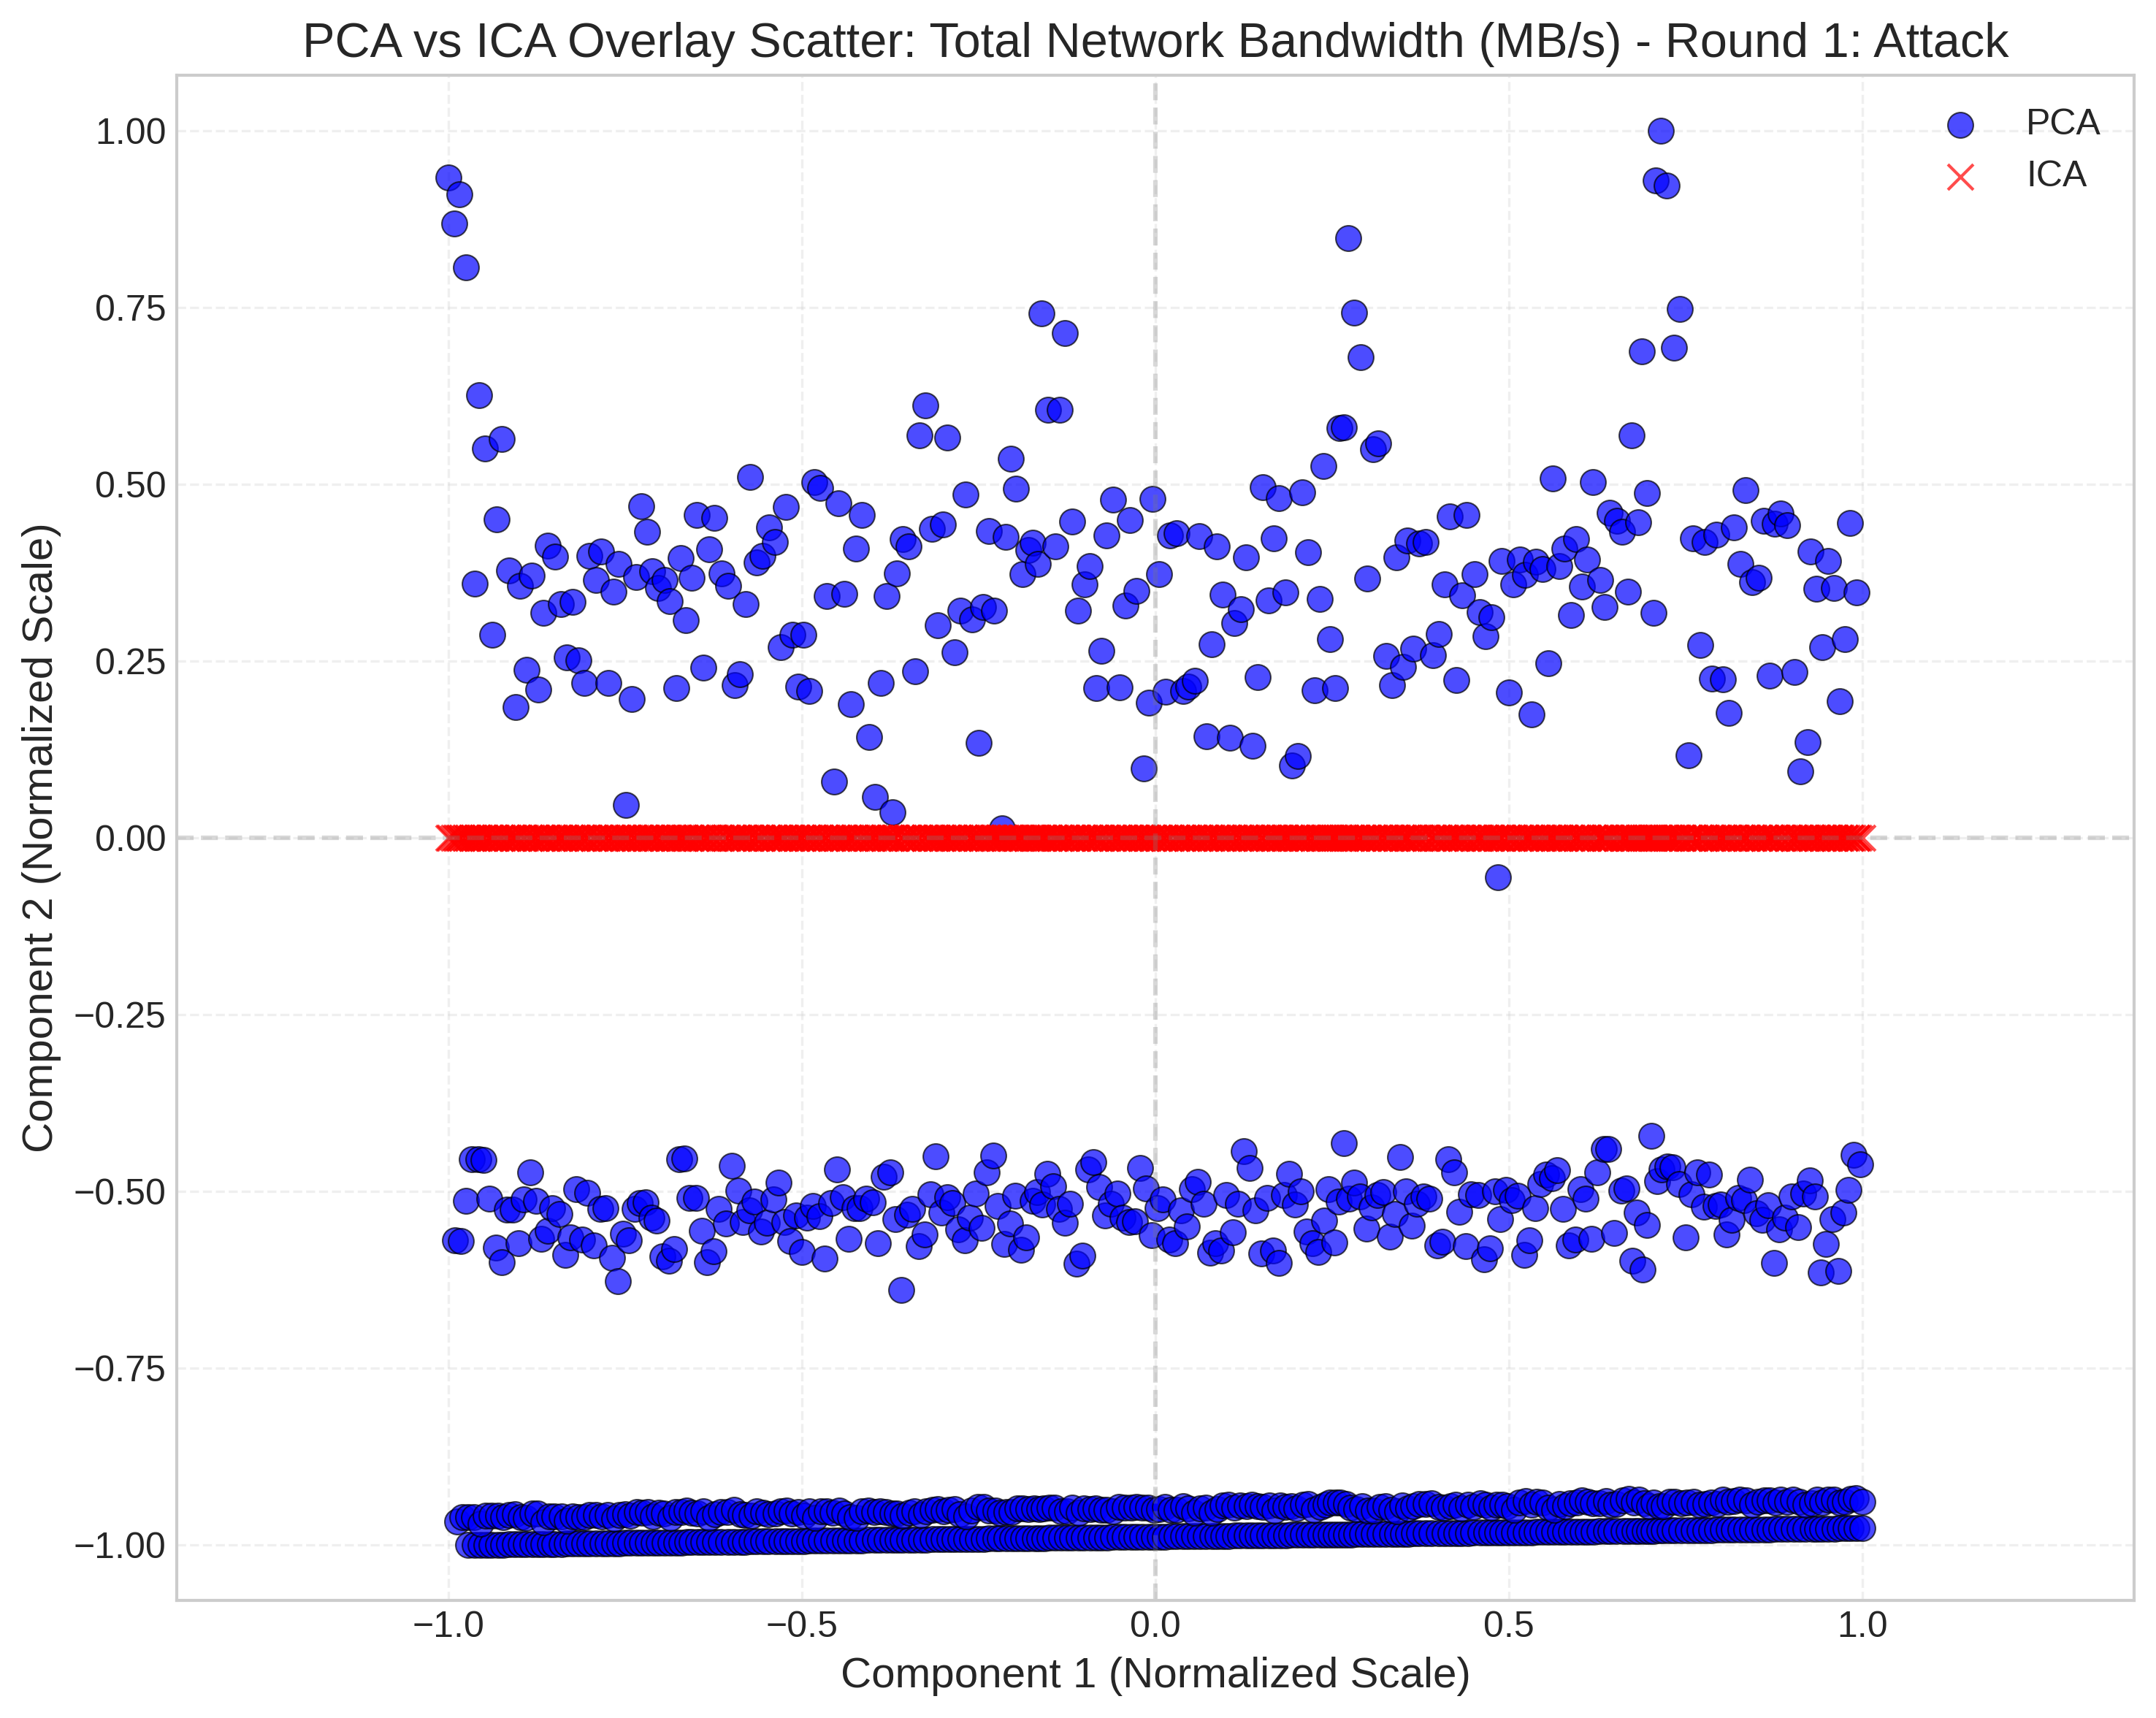 PCA vs ICA Overlay Scatter: Total Network Bandwidth (MB/s) - Round 1: Attack
PCA
ICA
1.00
0.75
0.50
0.25
0.00
−0.25
−0.50
−0.75
−1.00
Component 2 (Normalized Scale)
−1.0
−0.5
0.0
0.5
1.0
Component 1 (Normalized Scale)